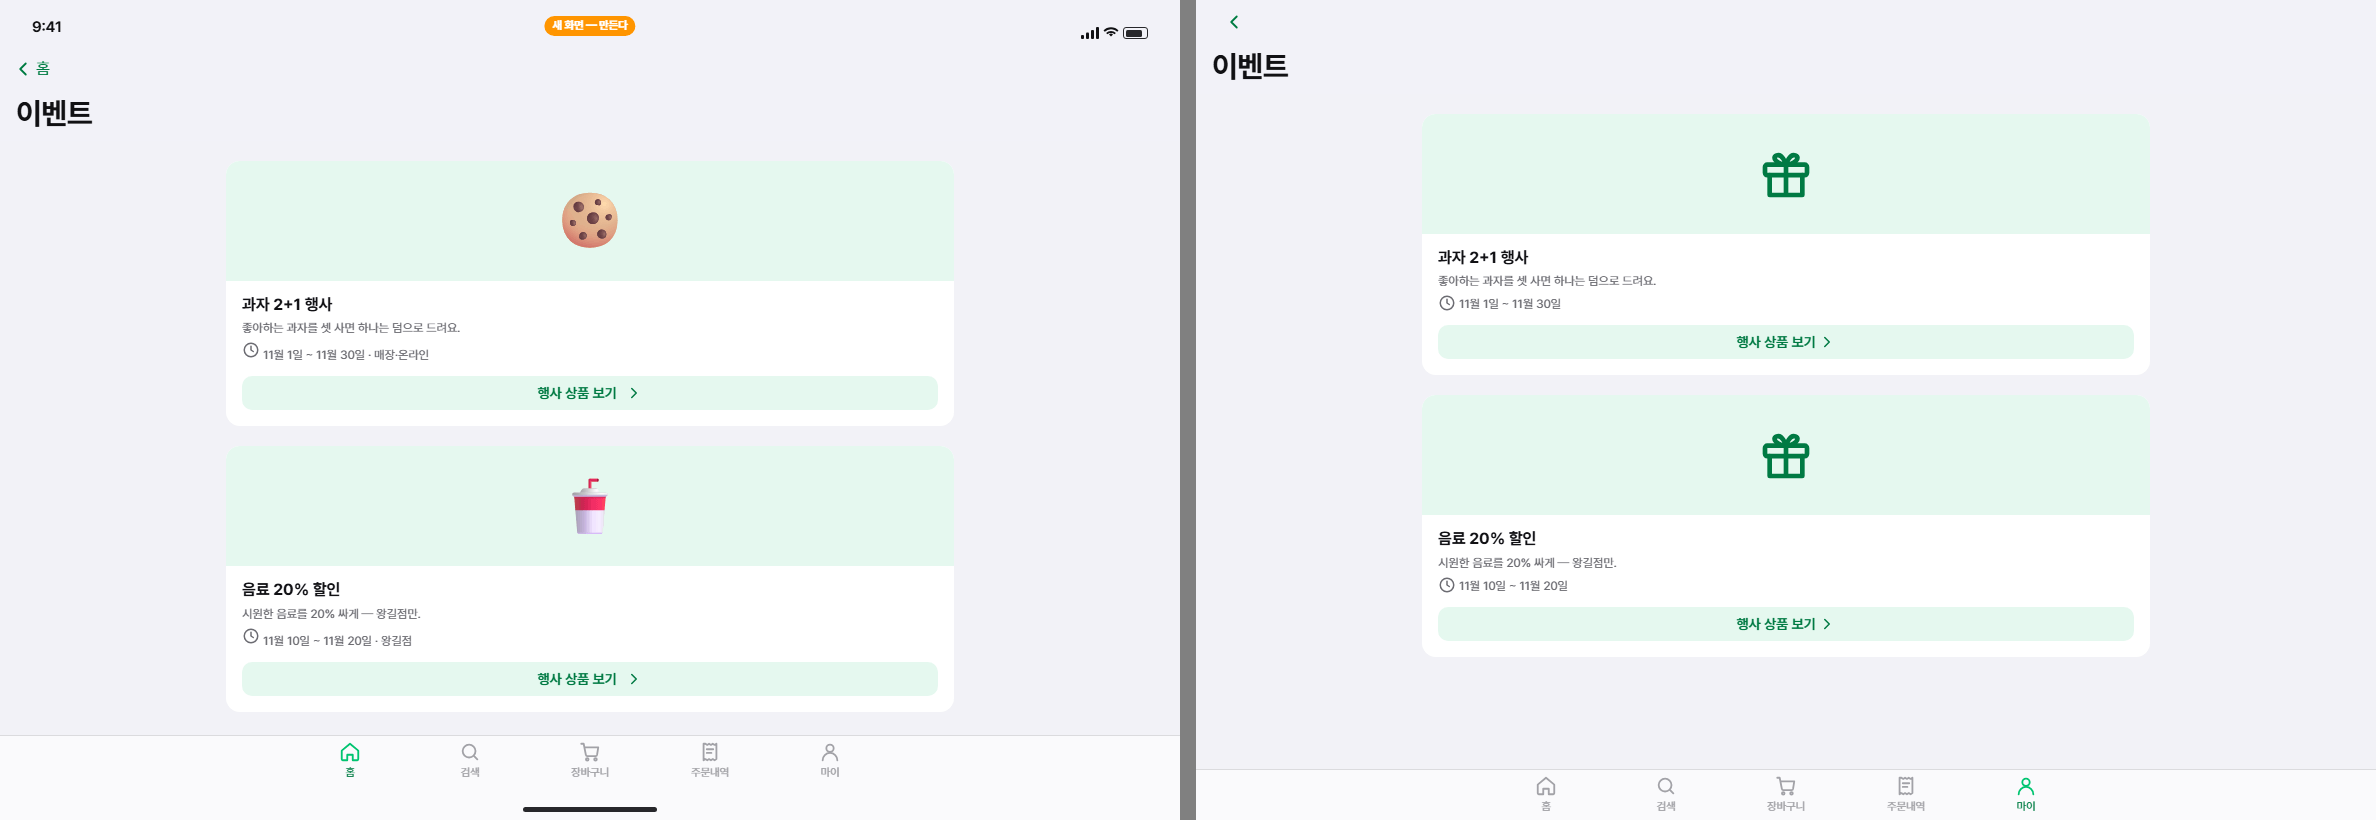 9:41
새 화면 — 만든다
홈
이벤트
과자 2+1 행사
좋아하는 과자를 셋 사면 하나는 덤으로 드려요.
11월 1일 ~ 11월 30일 · 매장·온라인
행사 상품 보기
음료 20% 할인
시원한 음료를 20% 싸게 — 왕길점만.
11월 10일 ~ 11월 20일 · 왕길점
행사 상품 보기
홈 검색 장바구니 주문내역 마이
이벤트
과자 2+1 행사
좋아하는 과자를 셋 사면 하나는 덤으로 드려요.
11월 1일 ~ 11월 30일
행사 상품 보기
음료 20% 할인
시원한 음료를 20% 싸게 — 왕길점만.
11월 10일 ~ 11월 20일
행사 상품 보기
홈 검색 장바구니 주문내역 마이